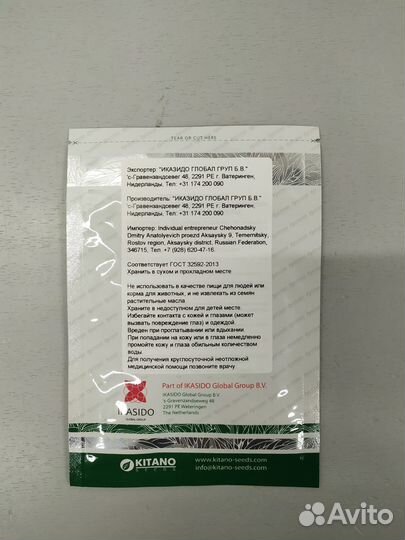 TEAR OR CUT HERE
Экспортер: "ИКАЗИДО ГЛОБАЛ ГРУП Б.В."
'с-Гравензандсевег 48, 2291 PE г. Ватеринген,
Нидерланды, Тел: +31 174 200 090
Производитель: "ИКАЗИДО ГЛОБАЛ ГРУП Б.В."
'с-Гравензандсевег 48, 2291 PE г. Ватеринген,
Нидерланды, Тел: +31 174 200 090
Импортер: Individual entrepreneur Chehonadsky
Dmitry Anatolyevich proezd Aksaysky 9, Temernitsky,
Rostov region, Aksaysky district, Russian Federation,
346715, Тел: +7 (928) 620-47-16.
Соответствует ГОСТ 32592-2013
Хранить в сухом и прохладном месте
Не использовать в качестве пищи для людей или
корма для животных, и не извлекать из семян
растительные масла.
Храните в недоступном для детей месте.
Избегайте контакта с кожей и глазами (может
вызвать повреждение глаз) и одеждой.
Вреден при проглатывании или вдыхании.
При попадании на кожу или в глаза немедленно
промойте кожу и глаза обильным количеством
воды.
Для получения круглосуточной неотложной
медицинской помощи позвоните врачу
IKASIDO
GLOBAL GROUP
Part of IKASIDO Global Group B.V.
IKASIDO Global Group B.V.
's-Gravenzandseweg 48
2291 PE Wateringen
The Netherlands
KITANO
SEEDS
www.kitano-seeds.com
info@kitano-seeds.com
Avito